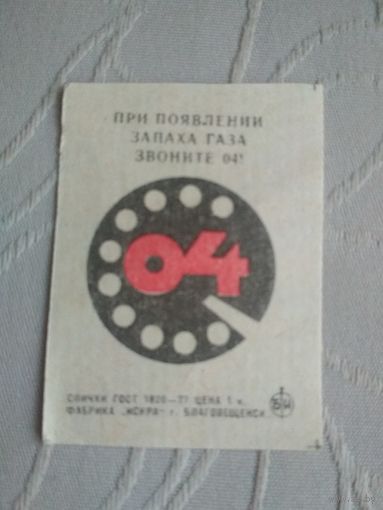 ПРИ ПОЯВЛЕНИИ
ЗАПАХА ГАЗА
ЗВОНИТЕ 04!
04
СПИЧКИ ГОСТ 1820—77 ЦЕНА 1 к.
ФАБРИКА „ИСКРА" г. БЛАГОВЕЩЕНСК